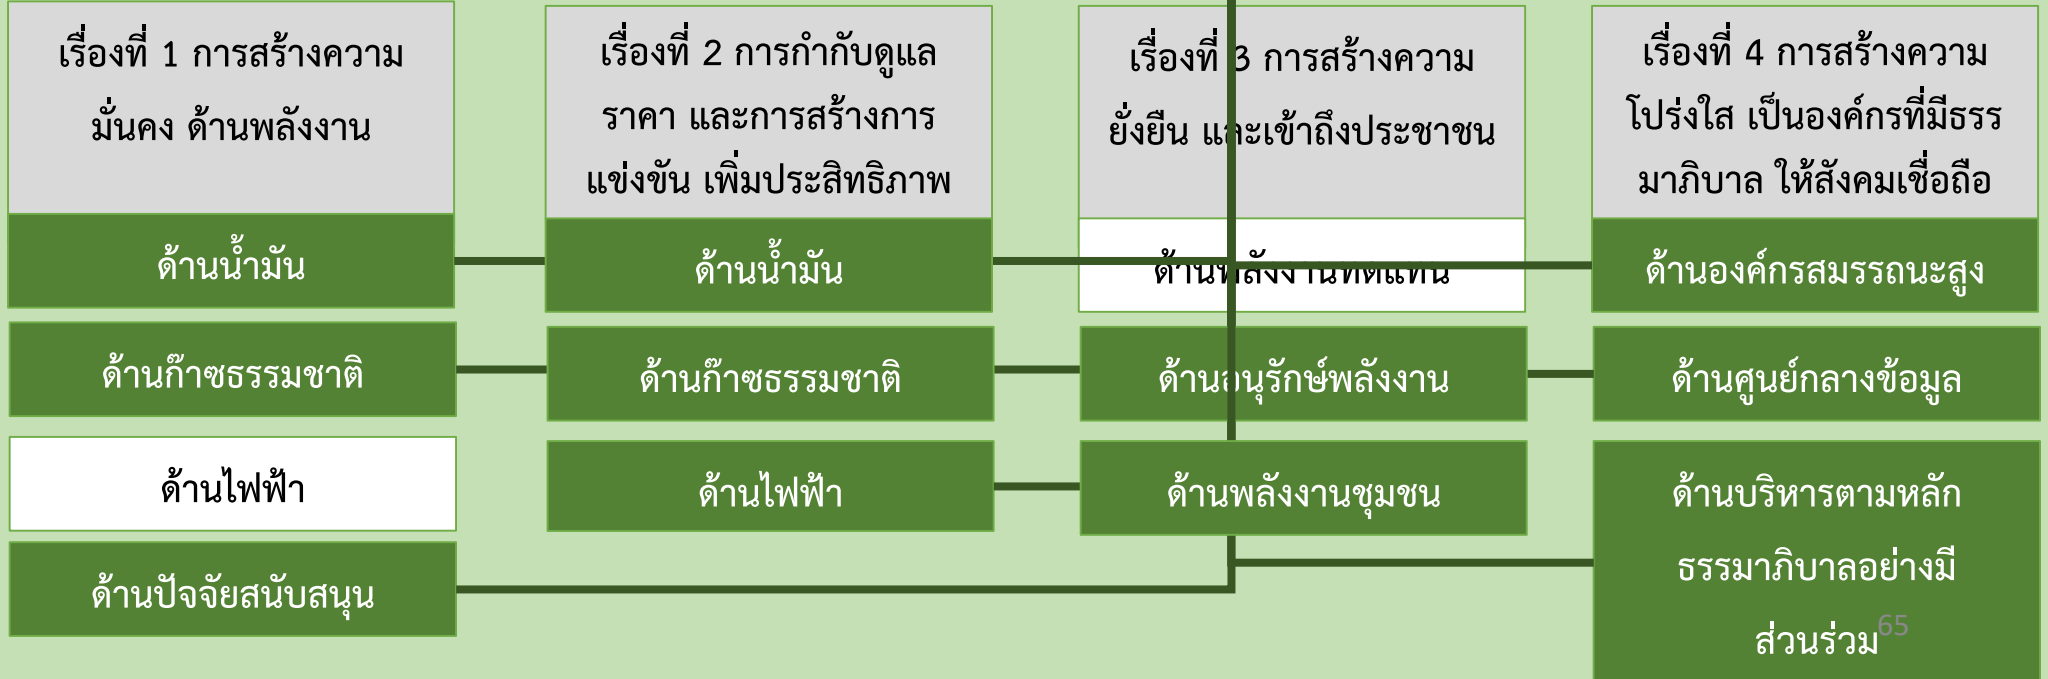 เรื่องที่ 1 การสร้างความ
มั่นคง ด้านพลังงาน
ด้านน้ำมัน
ด้านก๊าซธรรมชาติ
ด้านไฟฟ้า
ด้านปัจจัยสนับสนุน
เรื่องที่ 2 การกำกับดูแล
ราคา และการสร้างการ
แข่งขัน เพิ่มประสิทธิภาพ
ด้านน้ำมัน
ด้านก๊าซธรรมชาติ
ด้านไฟฟ้า
เรื่องที่ 3 การสร้างความ
ยั่งยืน และเข้าถึงประชาชน
ด้านพลังงานทดแทน
ด้านอนุรักษ์พลังงาน
ด้านพลังงานชุมชน
เรื่องที่ 4 การสร้างความ
โปร่งใส เป็นองค์กรที่มีธรร
มาภิบาล ให้สังคมเชื่อถือ
ด้านองค์กรสมรรถนะสูง
ด้านศูนย์กลางข้อมูล
ด้านบริหารตามหลัก
ธรรมาภิบาลอย่างมี
ส่วนร่วม
65